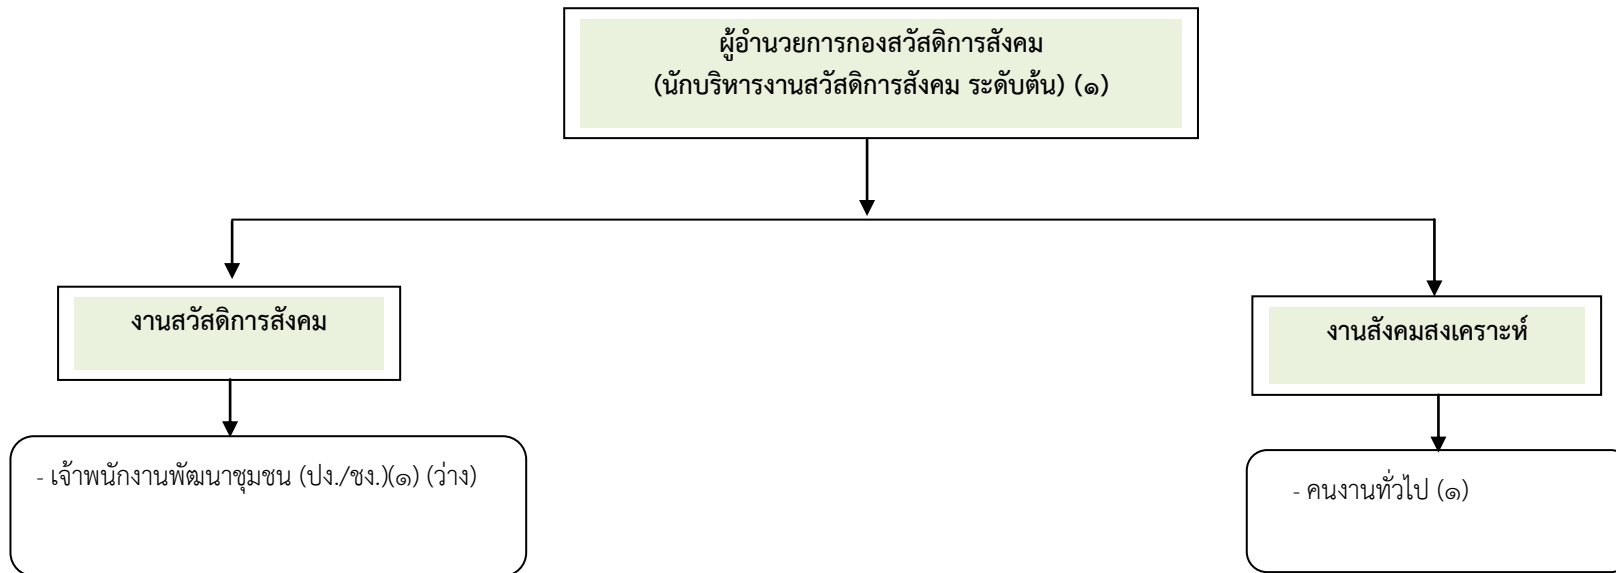 ผู้อำนวยการกองสวัสดิการสังคม
(นักบริหารงานสวัสดิการสังคม ระดับต้น) (๑)
งานสวัสดิการสังคม
งานสังคมสงเคราะห์
- เจ้าพนักงานพัฒนาชุมชน (ปง./ชง.)(๑) (ว่าง)
- คนงานทั่วไป (๑)